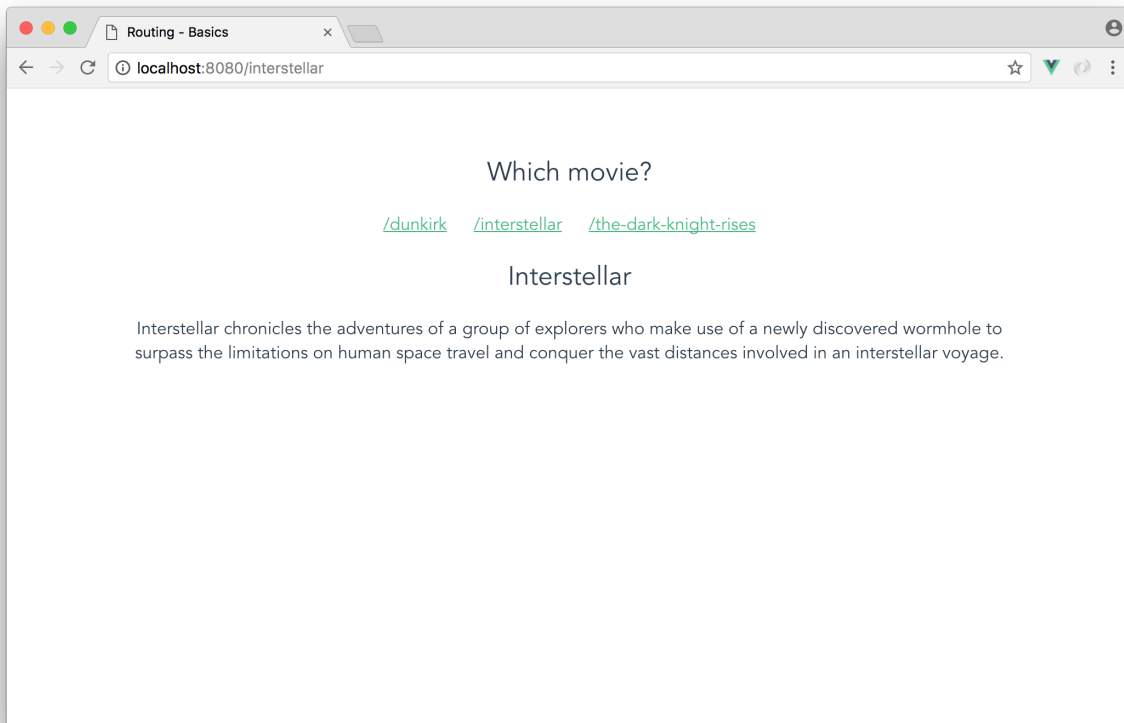 Routing - Basics
localhost:8080/interstellar
Which movie?
/dunkirk /interstellar /the-dark-knight-rises
Interstellar
Interstellar chronicles the adventures of a group of explorers who make use of a newly discovered wormhole to
surpass the limitations on human space travel and conquer the vast distances involved in an interstellar voyage.